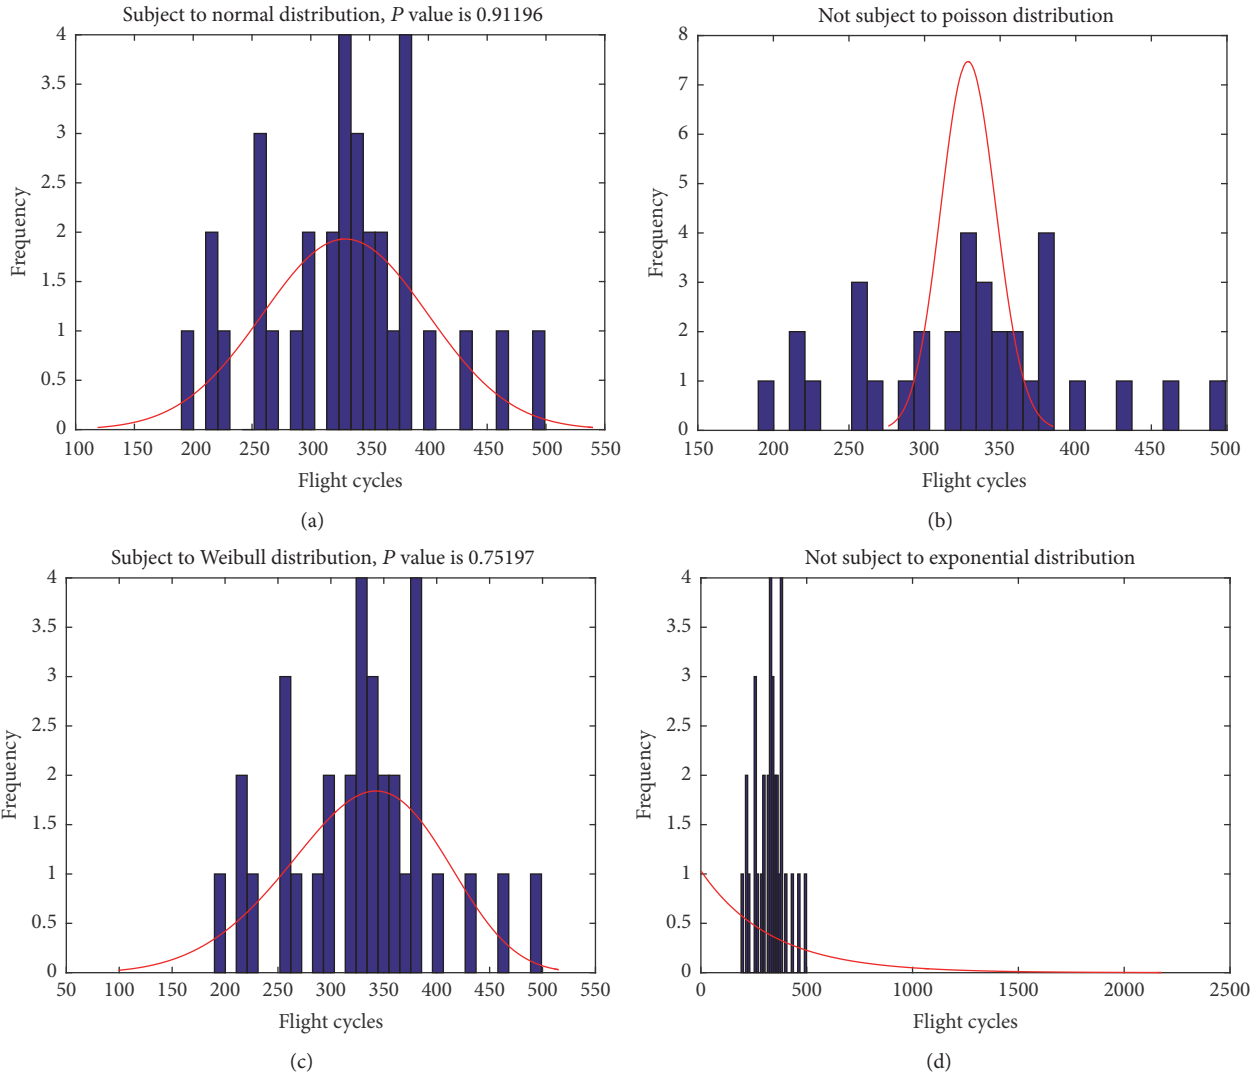 Subject to normal distribution, P value is 0.91196
4
3.5
3
2.5
2
1.5
1
0.5
0
Frequency
100 150 200 250 300 350 400 450 500 550
Flight cycles
(a)
Not subject to poisson distribution
8
7
6
5
4
3
2
1
0
Frequency
150 200 250 300 350 400 450 500
Flight cycles
(b)
Subject to Weibull distribution, P value is 0.75197
4
3.5
3
2.5
2
1.5
1
0.5
0
Frequency
50 100 150 200 250 300 350 400 450 500 550
Flight cycles
(c)
Not subject to exponential distribution
4
3.5
3
2.5
2
1.5
1
0.5
0
Frequency
0 500 1000 1500 2000 2500
Flight cycles
(d)